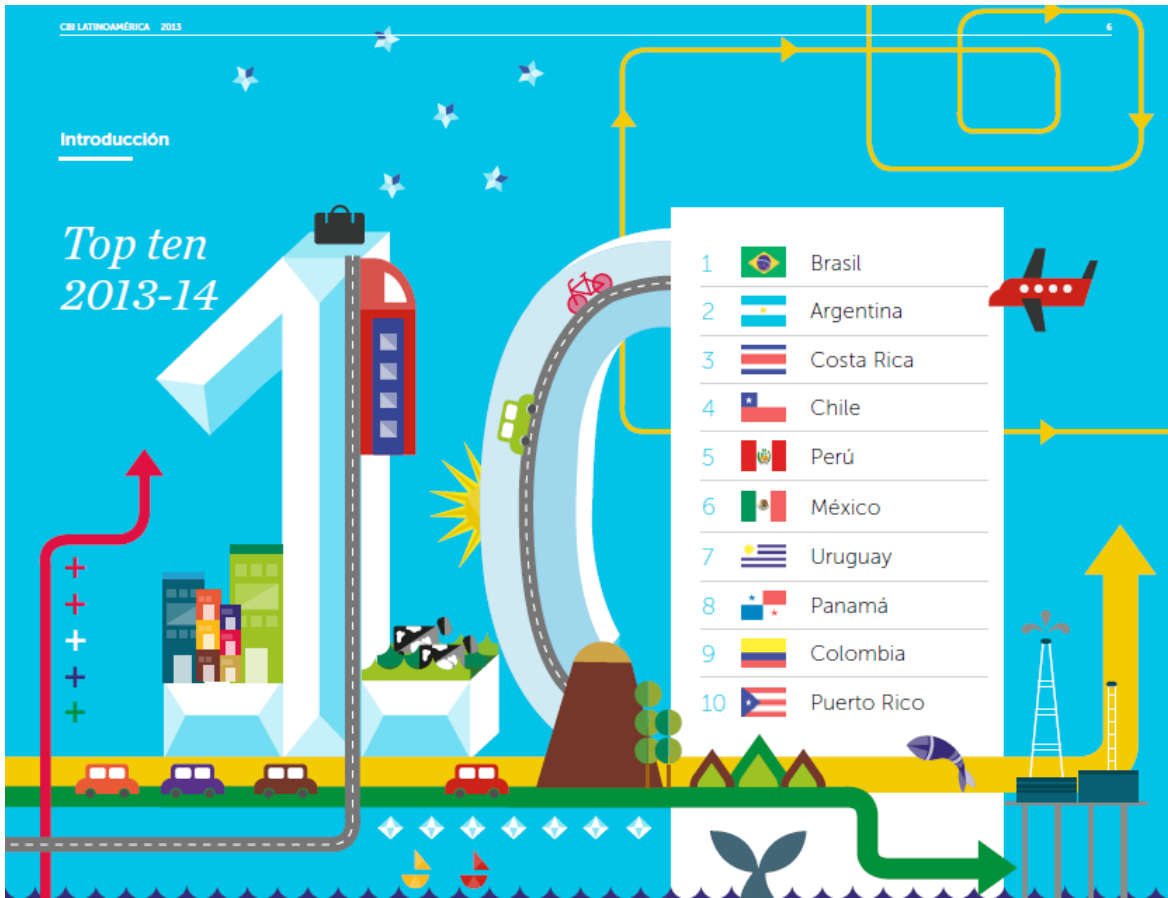 CBI LATINOAMÉRICA 2013
6
Introducción
Top ten
2013-14
1 Brasil
2 Argentina
3 Costa Rica
4 Chile
5 Perú
6 México
7 Uruguay
8 Panamá
9 Colombia
10 Puerto Rico
10